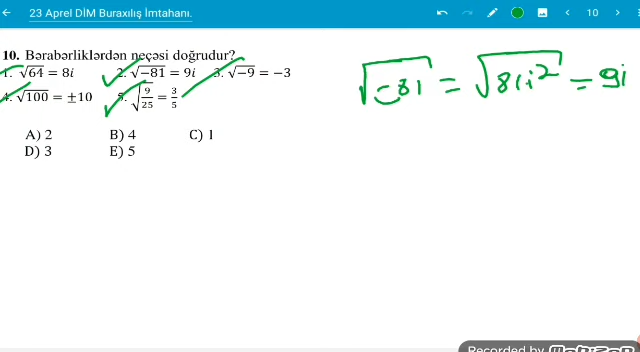 23 Aprel DİM Buraxılış İmtahanı.
10
10. Bərabərliklərdən neçəsi doğrudur?
1. √64 = 8i 2. √−81 = 9i 3. √−9 = −3
4. √100 = ±10 5. √9/25 = 3/5
A) 2 B) 4 C) 1
D) 3 E) 5
√−81 = √81i² = 9i
Recorded by